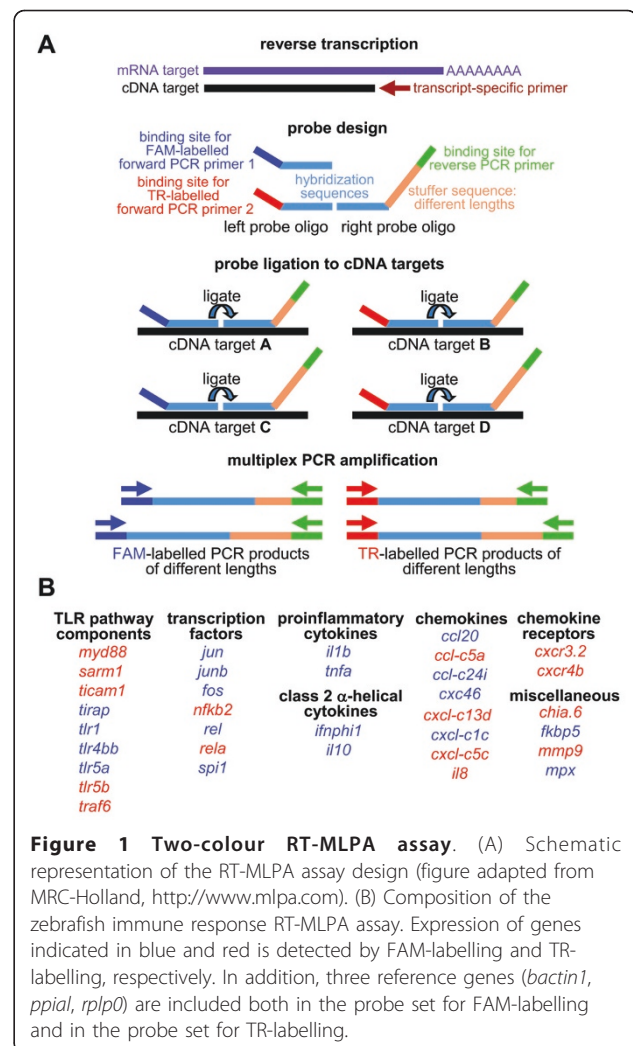 A
reverse transcription
mRNA target AAAAAAAA
cDNA target transcript-specific primer
probe design
binding site for
FAM-labelled
forward PCR primer 1
binding site for
reverse PCR primer
binding site for
TR-labelled
forward PCR primer 2
hybridization
sequences
stuffer sequence:
different lengths
left probe oligo right probe oligo
probe ligation to cDNA targets
ligate ligate
cDNA target A cDNA target B
ligate ligate
cDNA target C cDNA target D
multiplex PCR amplification
FAM-labelled PCR products
of different lengths
TR-labelled PCR products of
different lengths
B
TLR pathway
components
myd88
sarm1
ticam1
tirap
tlr1
tlr4bb
tlr5a
tlr5b
traf6
transcription
factors
jun
junb
fos
nfkb2
rel
rela
spi1
proinflammatory
cytokines
il1b
tnfa
class 2 α-helical
cytokines
ifnphi1
il10
chemokines
ccl20
ccl-c5a
ccl-c24i
cxc46
cxcl-c13d
cxcl-c1c
cxcl-c5c
il8
chemokine
receptors
cxcr3.2
cxcr4b
miscellaneous
chia.6
fkbp5
mmp9
mpx
Figure 1 Two-colour RT-MLPA assay. (A) Schematic
representation of the RT-MLPA assay design (figure adapted from
MRC-Holland, http://www.mlpa.com). (B) Composition of the
zebrafish immune response RT-MLPA assay. Expression of genes
indicated in blue and red is detected by FAM-labelling and TR-
labelling, respectively. In addition, three reference genes (bactin1,
ppial, rplp0) are included both in the probe set for FAM-labelling
and in the probe set for TR-labelling.